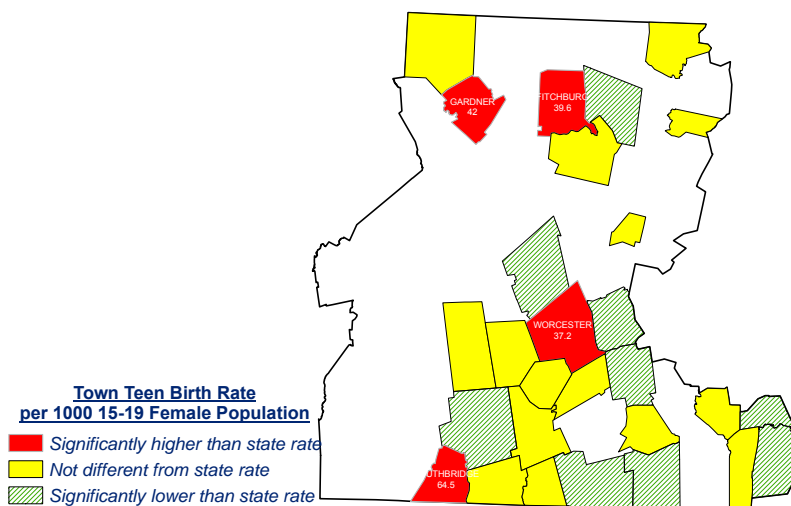 GARDNER
42
FITCHBURG
39.6
WORCESTER
37.2
Town Teen Birth Rate
per 1000 15-19 Female Population
Significantly higher than state rate
Not different from state rate
Significantly lower than state rate
UTHBRIDGE
64.5